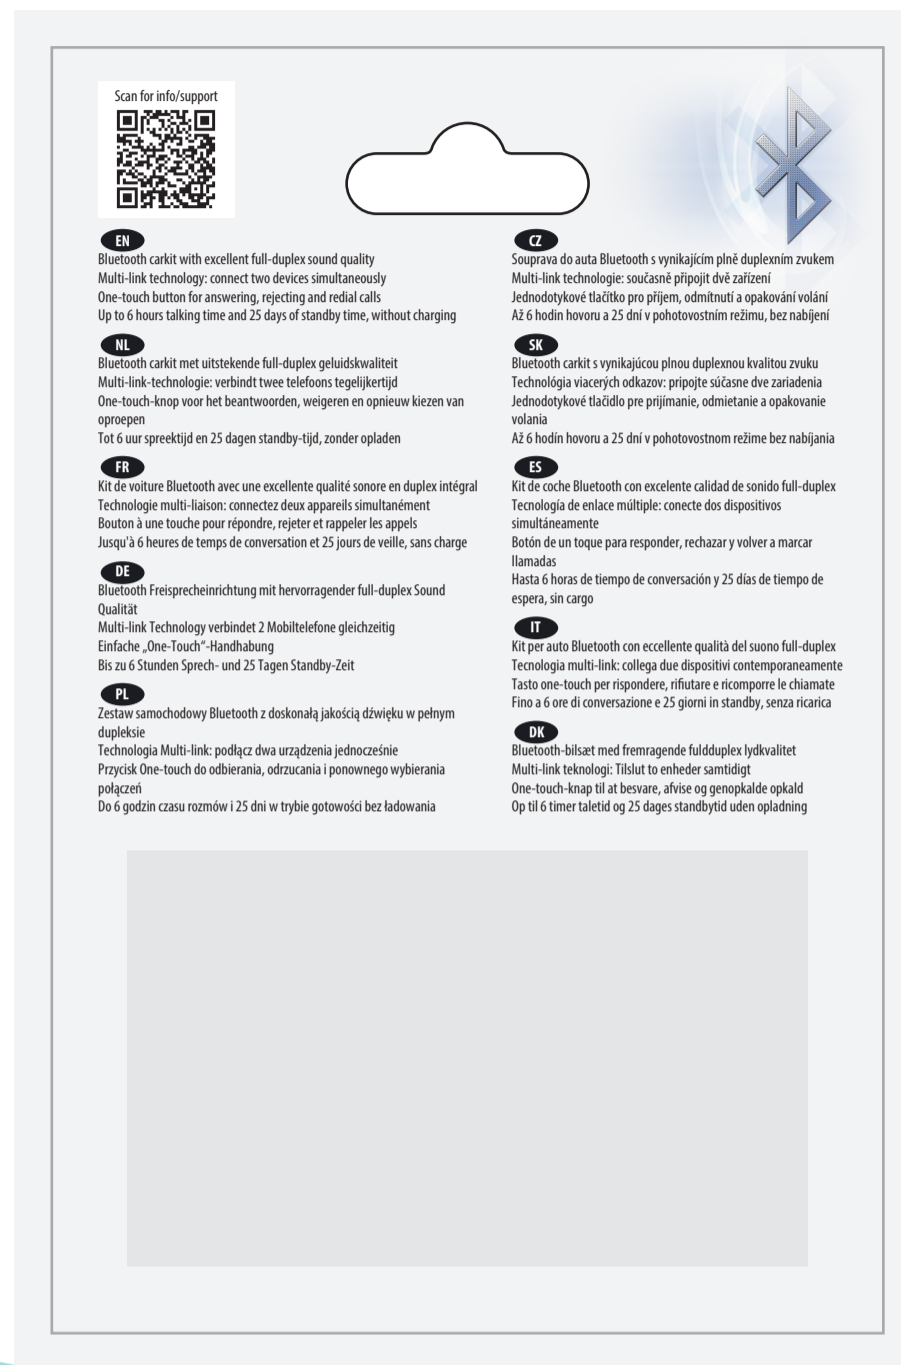 Scan for info/support
EN
Bluetooth carkit with excellent full-duplex sound quality
Multi-link technology: connect two devices simultaneously
One-touch button for answering, rejecting and redial calls
Up to 6 hours talking time and 25 days of standby time, without charging
NL
Bluetooth carkit met uitstekende full-duplex geluidskwaliteit
Multi-link-technologie: verbindt twee telefoons tegelijkertijd
One-touch-knop voor het beantwoorden, weigeren en opnieuw kiezen van
oproepen
Tot 6 uur spreektijd en 25 dagen standby-tijd, zonder opladen
FR
Kit de voiture Bluetooth avec une excellente qualité sonore en duplex intégral
Technologie multi-liaison: connectez deux appareils simultanément
Bouton à une touche pour répondre, rejeter et rappeler les appels
Jusqu'à 6 heures de temps de conversation et 25 jours de veille, sans charge
DE
Bluetooth Freisprecheinrichtung mit hervorragender full-duplex Sound
Qualität
Multi-link Technology verbindet 2 Mobiltelefone gleichzeitig
Einfache „One-Touch“-Handhabung
Bis zu 6 Stunden Sprech- und 25 Tagen Standby-Zeit
PL
Zestaw samochodowy Bluetooth z doskonałą jakością dźwięku w pełnym
dupleksie
Technologia Multi-link: podłącz dwa urządzenia jednocześnie
Przycisk One-touch do odbierania, odrzucania i ponownego wybierania
połączeń
Do 6 godzin czasu rozmów i 25 dni w trybie gotowości bez ładowania
CZ
Souprava do auta Bluetooth s vynikajícím plně duplexním zvukem
Multi-link technologie: současně připojit dvě zařízení
Jednodotykové tlačítko pro příjem, odmítnutí a opakování volání
Až 6 hodin hovoru a 25 dní v pohotovostním režimu, bez nabíjení
SK
Bluetooth carkit s vynikajúcou plnou duplexnou kvalitou zvuku
Technológia viacerých odkazov: pripojte súčasne dve zariadenia
Jednodotykové tlačidlo pre prijímanie, odmietanie a opakovanie
volania
Až 6 hodín hovoru a 25 dní v pohotovostnom režime bez nabíjania
ES
Kit de coche Bluetooth con excelente calidad de sonido full-duplex
Tecnología de enlace múltiple: conecte dos dispositivos
simultáneamente
Botón de un toque para responder, rechazar y volver a marcar
llamadas
Hasta 6 horas de tiempo de conversación y 25 días de tiempo de
espera, sin cargo
IT
Kit per auto Bluetooth con eccellente qualità del suono full-duplex
Tecnologia multi-link: collega due dispositivi contemporaneamente
Tasto one-touch per rispondere, rifiutare e ricomporre le chiamate
Fino a 6 ore di conversazione e 25 giorni in standby, senza ricarica
DK
Bluetooth-bilsæt med fremragende fuldduplex lydkvalitet
Multi-link teknologi: Tilslut to enheder samtidigt
One-touch-knap til at besvare, afvise og genopkalde opkald
Op til 6 timer taletid og 25 dages standbytid uden opladning